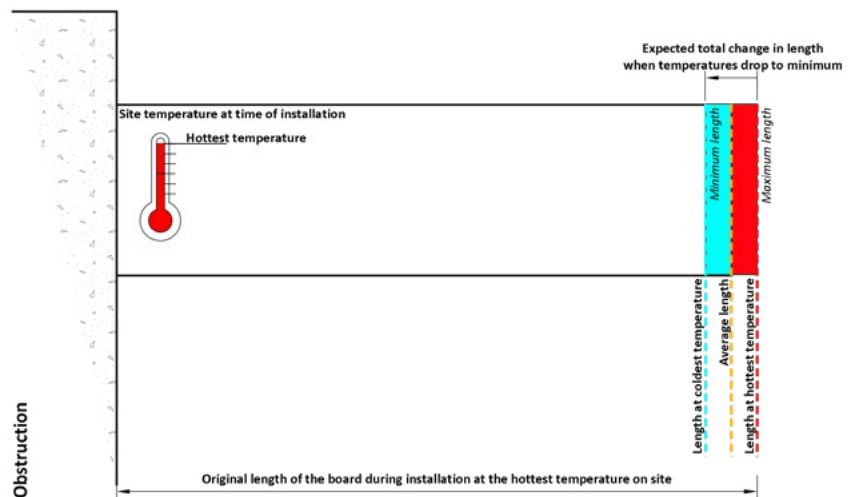 Expected total change in length
when temperatures drop to minimum
Site temperature at time of installation
Hottest temperature
Minimum length
Maximum length
Length at coldest temperature
Average length
Length at hottest temperature
Obstruction
Original length of the board during installation at the hottest temperature on site